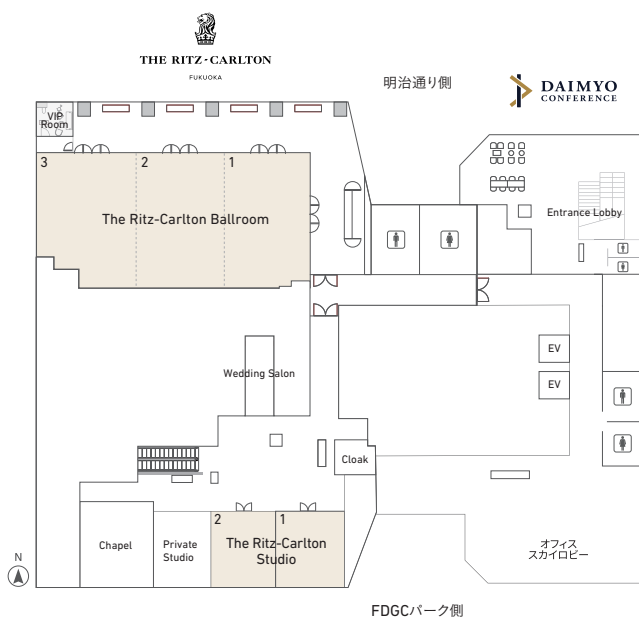 THE RITZ-CARLTON
FUKUOKA
明治通り側
DAIMYO
CONFERENCE
VIP
Room
3
2
1
The Ritz-Carlton Ballroom
Entrance Lobby
EV
EV
Wedding Salon
Cloak
2
1
The Ritz-Carlton
Studio
Chapel
Private
Studio
オフィス
スカイロビー
N
FDGCパーク側